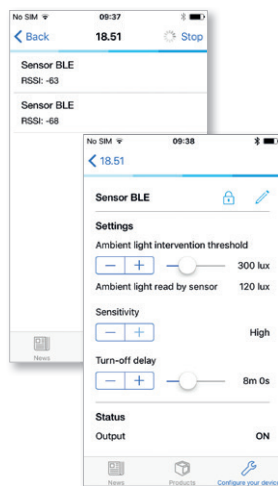 No SIM 09:37
Back 18.51 Stop
Sensor BLE
RSSI: -63
Sensor BLE
RSSI: -68
News
No SIM 09:38
18.51
Sensor BLE
Settings
Ambient light intervention threshold
− + 300 lux
Ambient light read by sensor 120 lux
Sensitivity
− + High
Turn-off delay
− + 8m 0s
Status
Output ON
News Products Configure your device